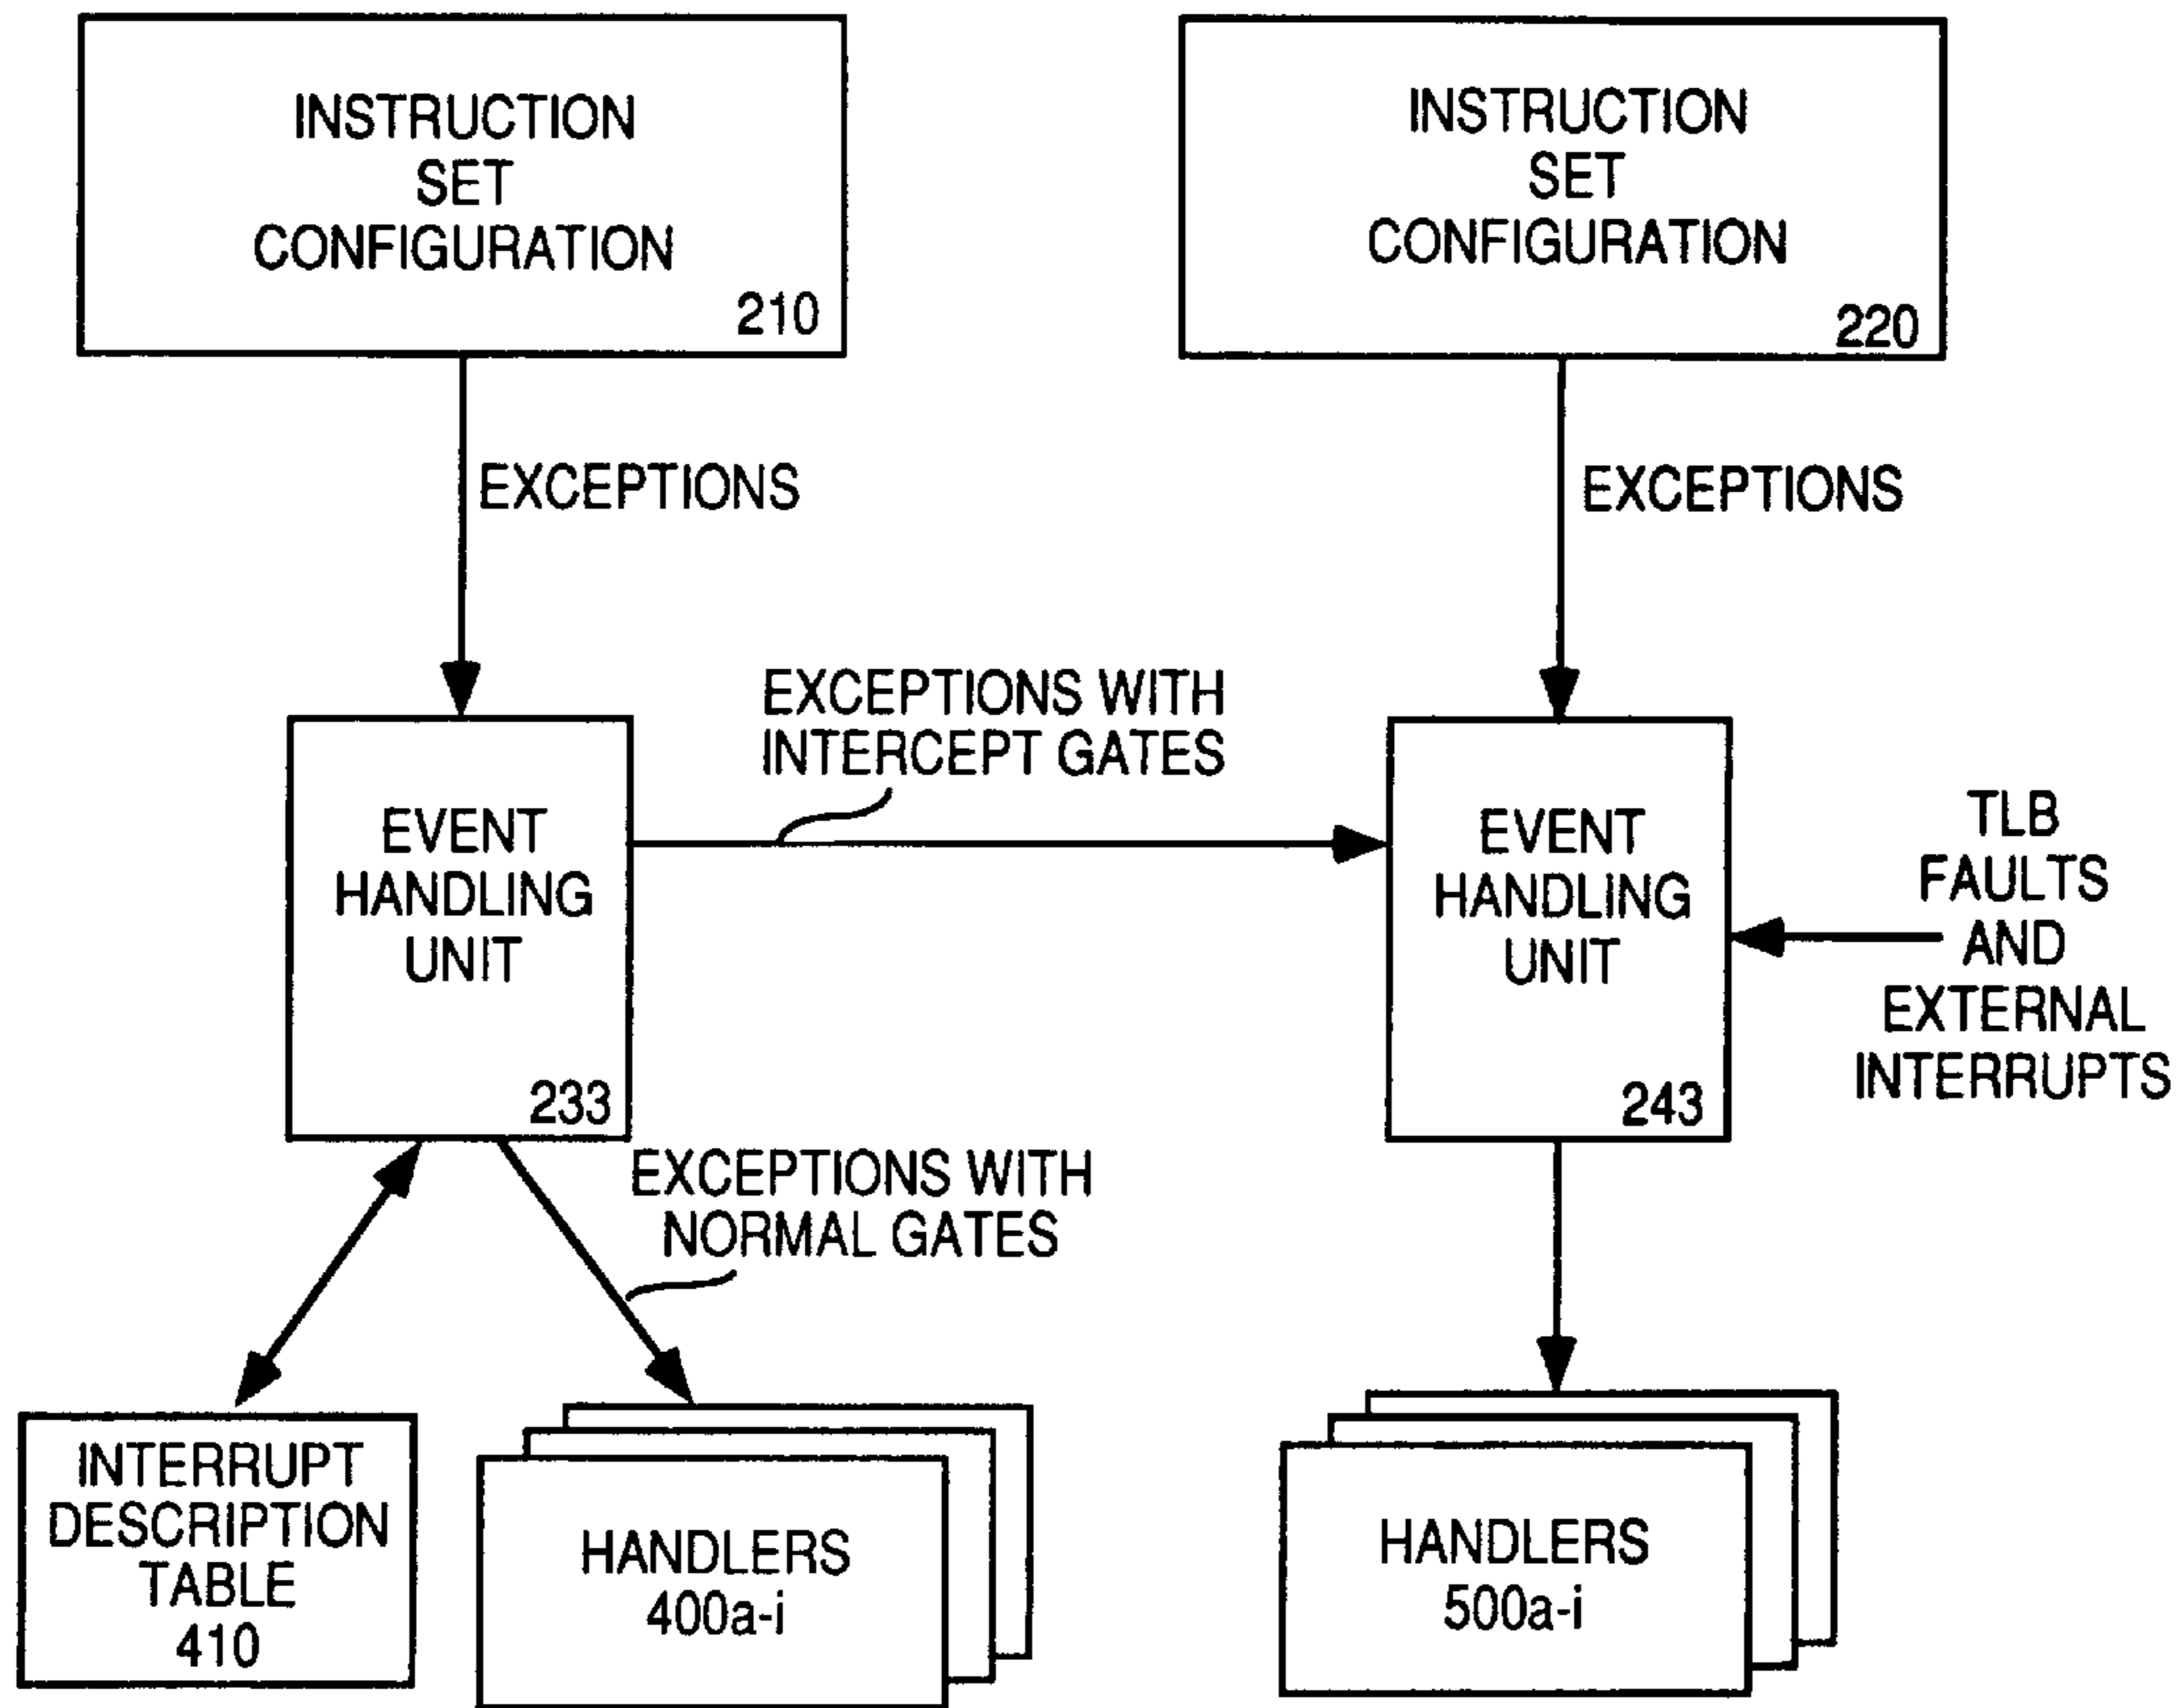 INSTRUCTION
SET
CONFIGURATION
210
INSTRUCTION
SET
CONFIGURATION
220
EXCEPTIONS
EXCEPTIONS
EXCEPTIONS WITH
INTERCEPT GATES
EVENT
HANDLING
UNIT
233
EVENT
HANDLING
UNIT
243
TLB
FAULTS
AND
EXTERNAL
INTERRUPTS
EXCEPTIONS WITH
NORMAL GATES
INTERRUPT
DESCRIPTION
TABLE
410
HANDLERS
400a-i
HANDLERS
500a-i